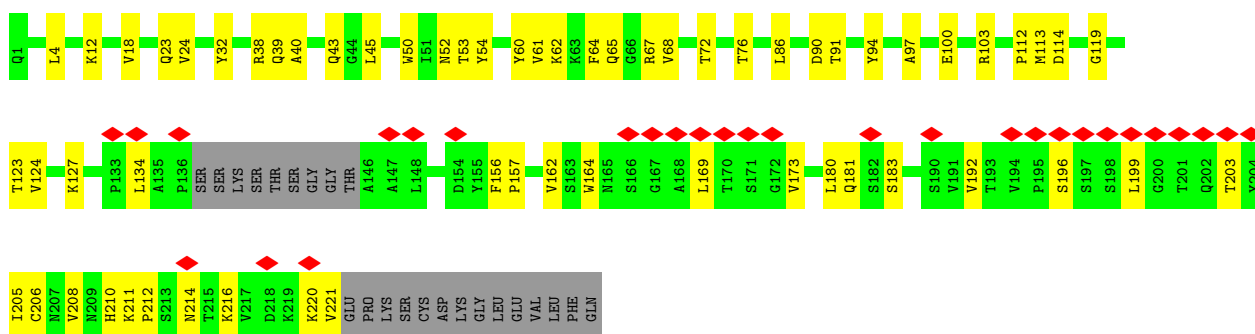 Q1 L4 K12 V18 Q23 V24 Y32 R38 Q39 A40 Q43 G44 L45 W50 I51 N52 T53 Y54 Y60 V61 K62 K63 F64 Q65 G66 R67 V68 T72 T76 L86 D90 T91 Y94 A97 E100 R103 P112 M113 D114 G119
T123 V124 K127 P133 L134 A135 P136 SER SER LYS SER THR SER GLY GLY THR A146 A147 L148 D154 Y155 F156 P157 V162 S163 W164 N165 S166 G167 A168 L169 T170 S171 G172 V173 L180 Q181 S182 S183 S190 V191 V192 T193 V194 P195 S196 S197 S198 L199 G200 T201 Q202 T203 Y204
I205 C206 N207 V208 N209 H210 K211 P212 S213 N214 T215 K216 V217 D218 K219 K220 V221 GLU PRO LYS SER CYS ASP LYS GLY LEU GLU VAL LEU PHE GLN